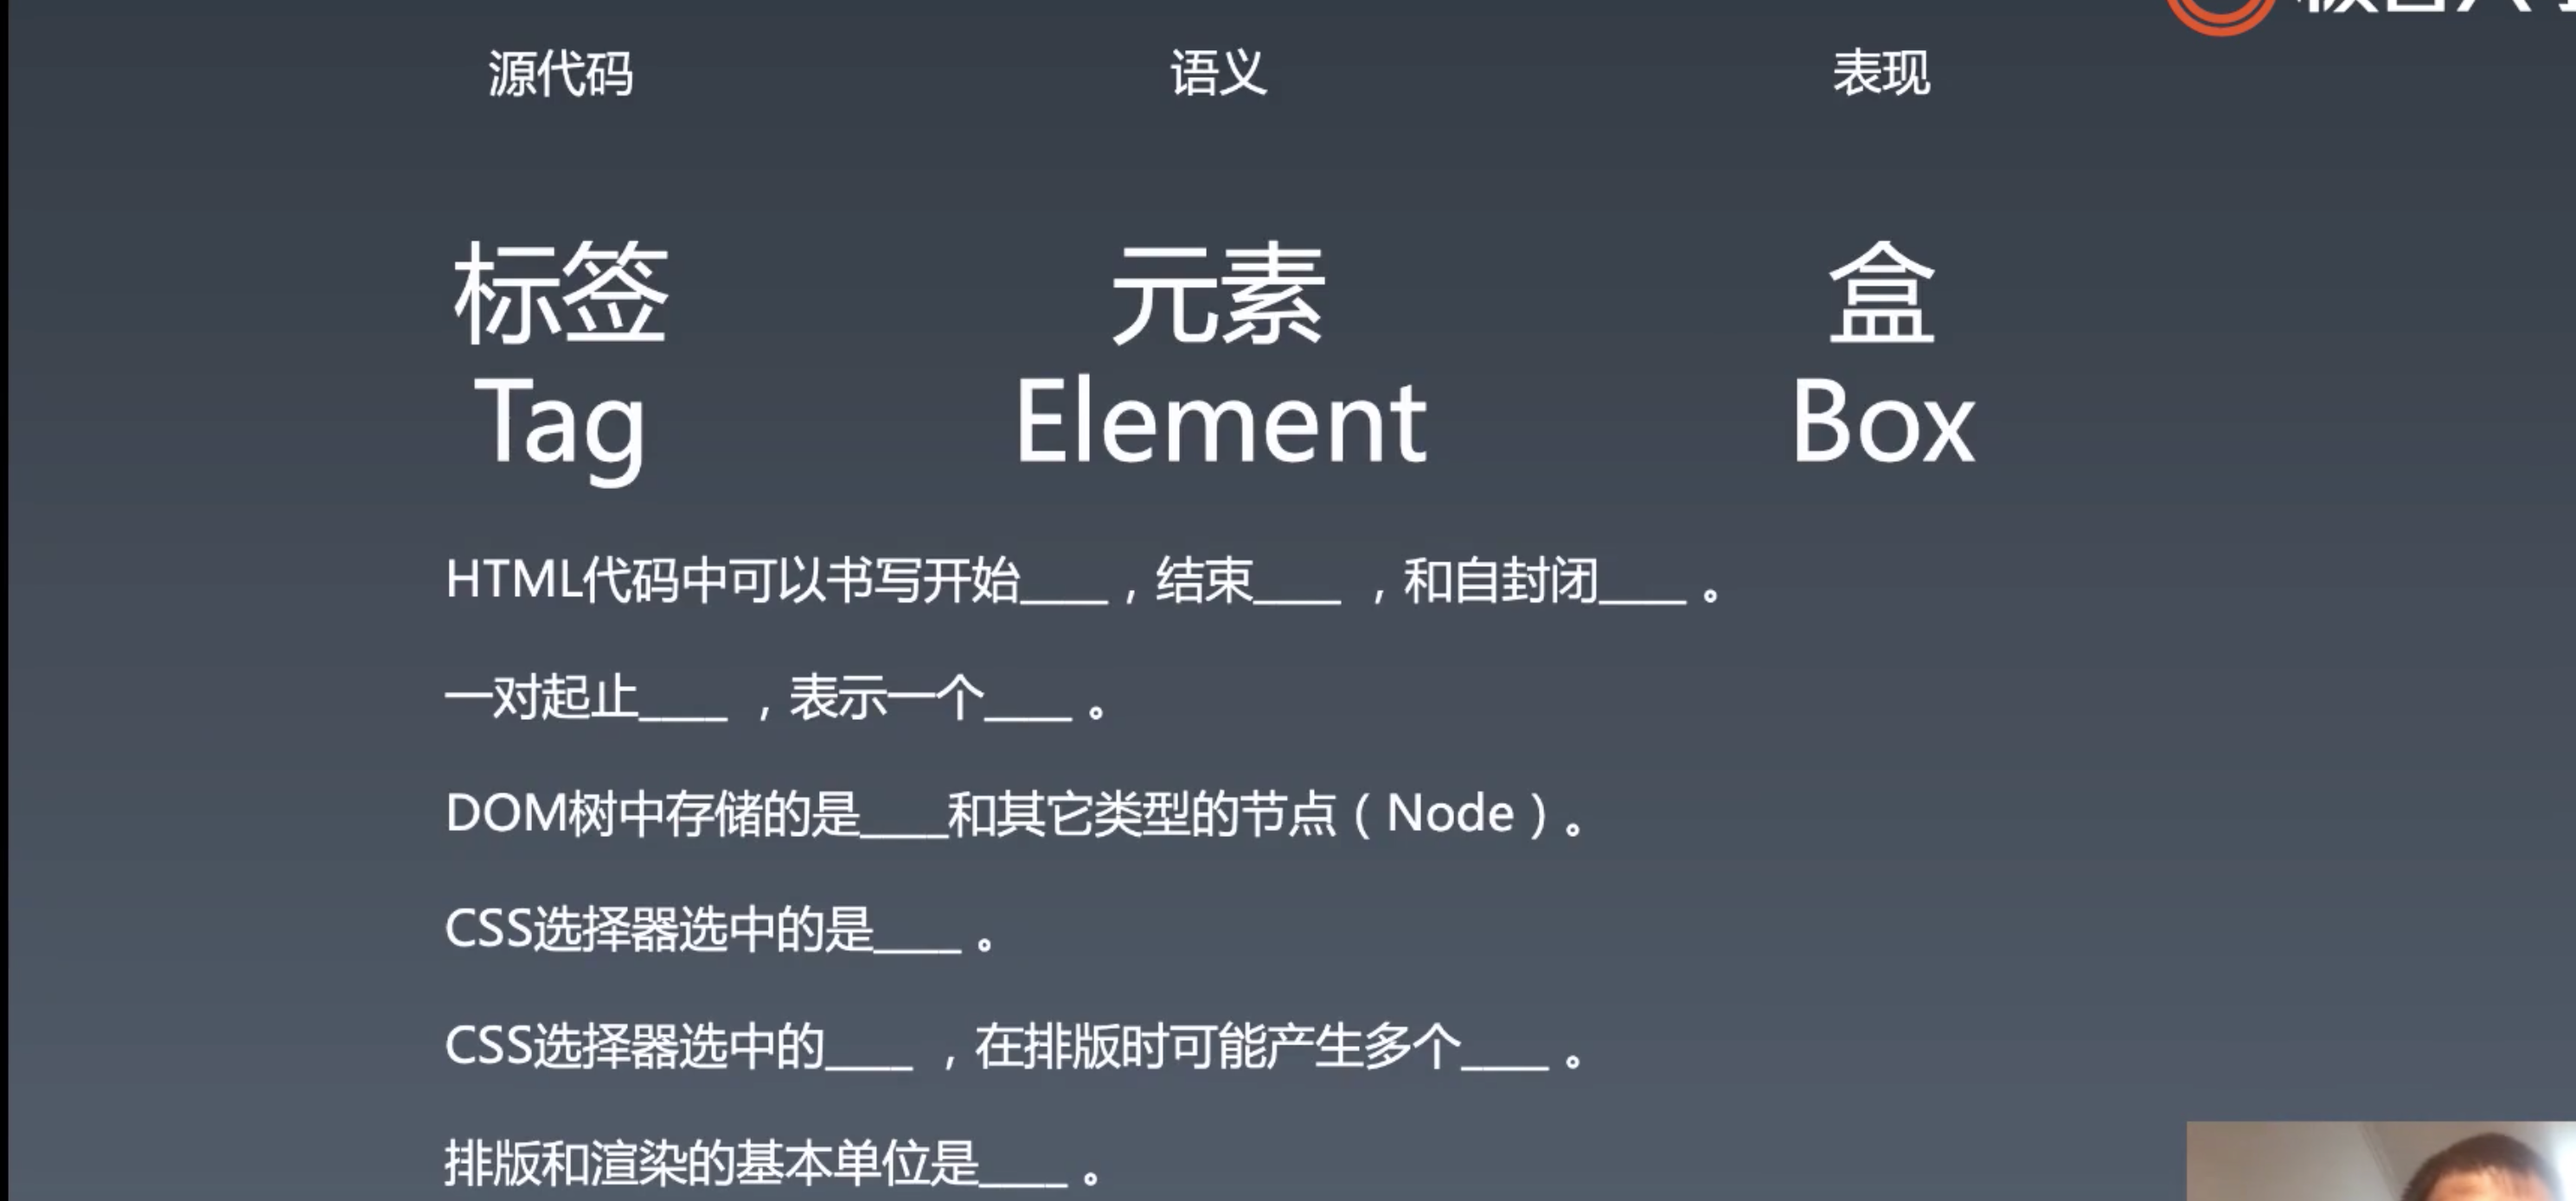 源代码 语义 表现
标签 元素 盒
Tag Element Box
HTML代码中可以书写开始____，结束____ ，和自封闭____ 。
一对起止____ ，表示一个____ 。
DOM树中存储的是____和其它类型的节点（Node）。
CSS选择器选中的是____ 。
CSS选择器选中的____ ，在排版时可能产生多个____ 。
排版和渲染的基本单位是____ 。